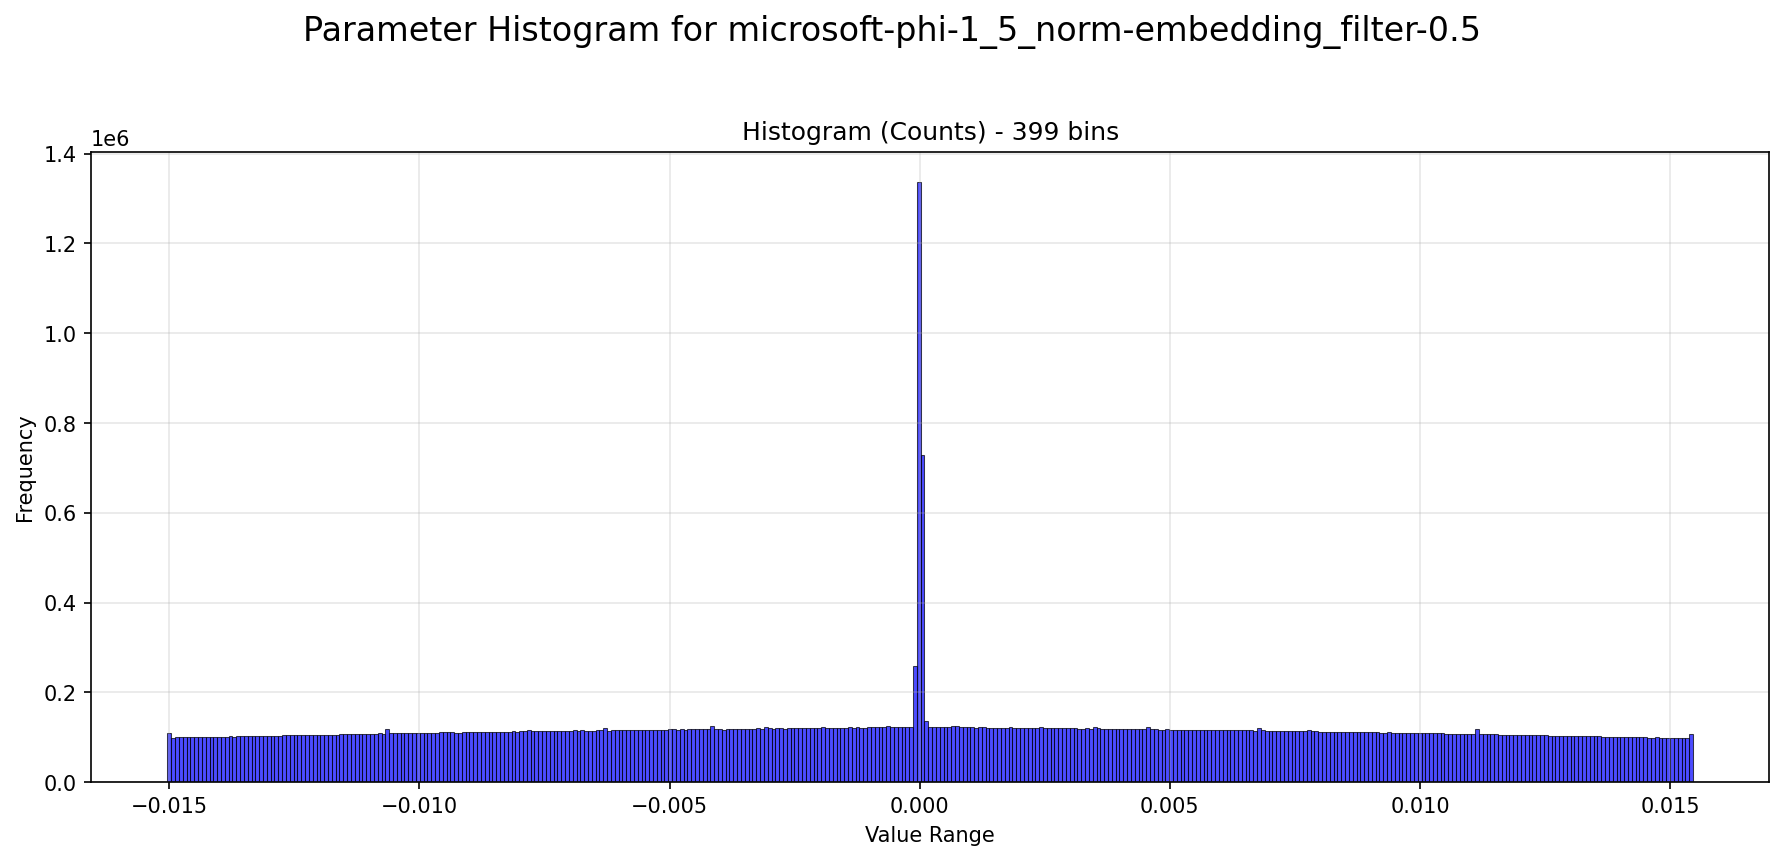 Parameter Histogram for microsoft-phi-1_5_norm-embedding_filter-0.5
Histogram (Counts) - 399 bins
1e6
1.4
1.2
1.0
0.8
0.6
0.4
0.2
0.0
Frequency
−0.015 −0.010 −0.005 0.000 0.005 0.010 0.015
Value Range